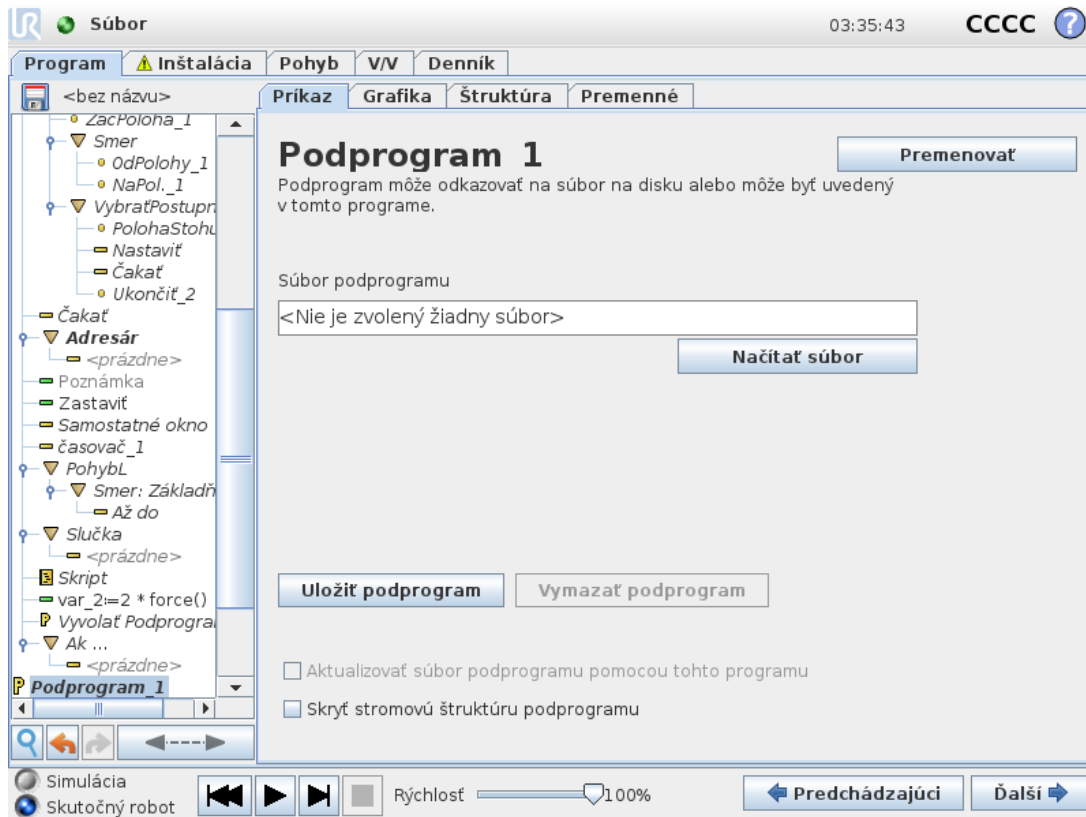 Súbor
03:35:43
CCCC
?
Program
Inštalácia
Pohyb
V/V
Denník
<bez názvu>
Príkaz
Grafika
Štruktúra
Premenné
ZačPoloha_1
Smer
OdPolohy_1
NaPol._1
VybraťPostupn
PolohaStohu
Nastaviť
Čakať
Ukončiť_2
Čakať
Adresár
<prázdne>
Poznámka
Zastaviť
Samostatné okno
časovač_1
PohybL
Smer: Základň
Až do
Slučka
<prázdne>
Skript
var_2:=2 * force()
Vyvolať Podprogra
Ak ...
<prázdne>
Podprogram_1
Podprogram_1
Premenovať
Podprogram môže odkazovať na súbor na disku alebo môže byť uvedený
v tomto programe.
Súbor podprogramu
<Nie je zvolený žiadny súbor>
Načítať súbor
Uložiť podprogram
Vymazať podprogram
Aktualizovať súbor podprogramu pomocou tohto programu
Skryť stromovú štruktúru podprogramu
Simulácia
Skutočný robot
Rýchlosť
100%
Predchádzajúci
Ďalší